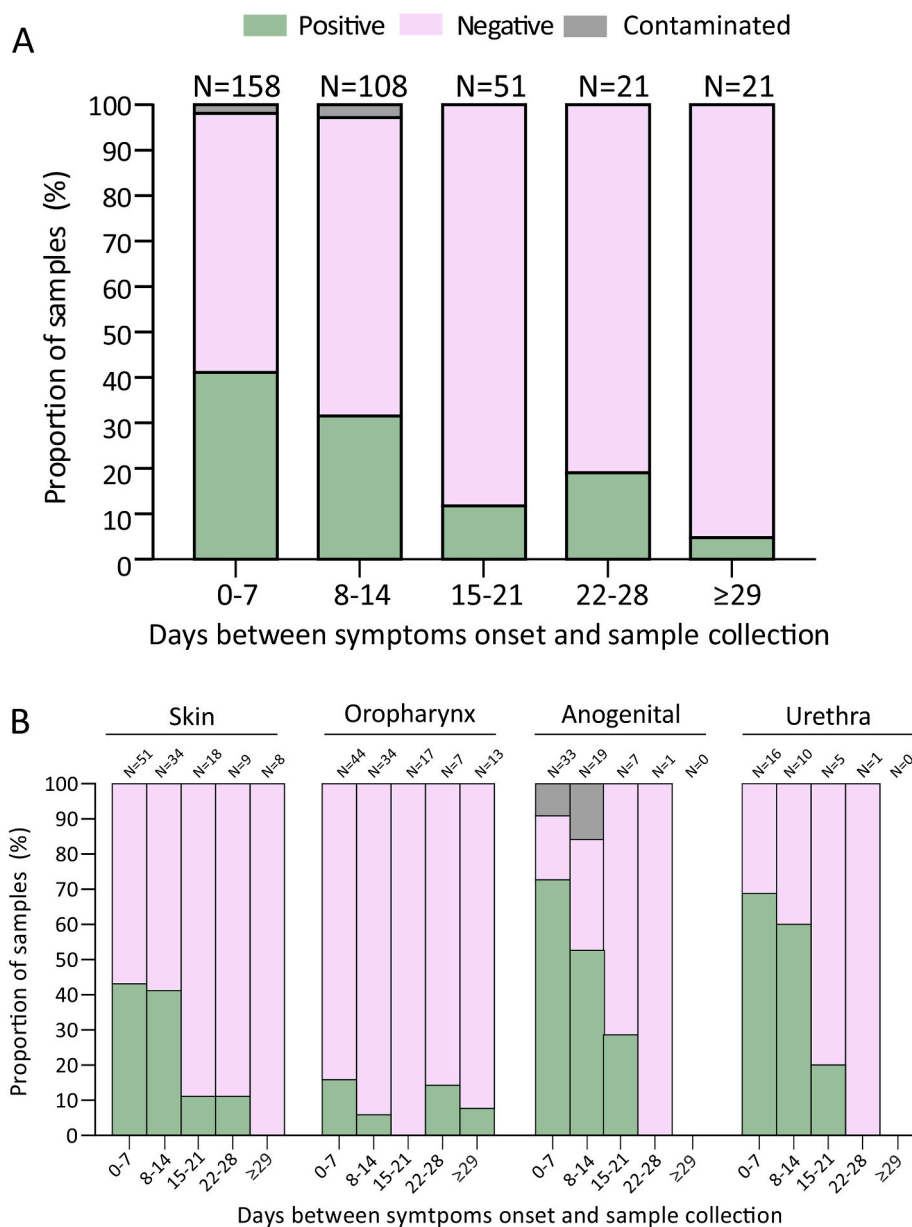 A
Positive Negative Contaminated
N=158 N=108 N=51 N=21 N=21
Proportion of samples (%)
100
90
80
70
60
50
40
30
20
10
0
0-7 8-14 15-21 22-28 ≥29
Days between symptoms onset and sample collection
B
Skin Oropharynx Anogenital Urethra
N=51 N=34 N=18 N=9 N=8 N=44 N=34 N=17 N=7 N=13 N=33 N=19 N=7 N=1 N=0 N=16 N=10 N=5 N=1 N=0
Proportion of samples (%)
100
90
80
70
60
50
40
30
20
10
0
0-7 8-14 15-21 22-28 ≥29 0-7 8-14 15-21 22-28 ≥29 0-7 8-14 15-21 22-28 ≥29 0-7 8-14 15-21 22-28 ≥29
Days between symtpoms onset and sample collection